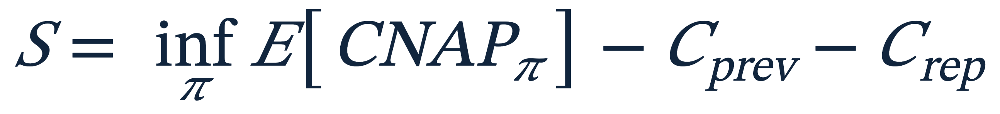 S = inf_π E[CNAP_π] − C_prev − C_rep